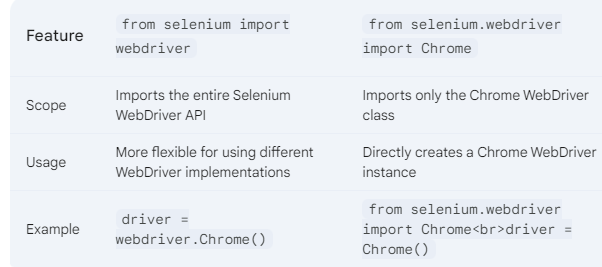 Feature
from selenium import
webdriver
from selenium.webdriver
import Chrome
Scope
Imports the entire Selenium
WebDriver API
Imports only the Chrome WebDriver
class
Usage
More flexible for using different
WebDriver implementations
Directly creates a Chrome WebDriver
instance
Example
driver =
webdriver.Chrome()
from selenium.webdriver
import Chrome<br>driver =
Chrome()